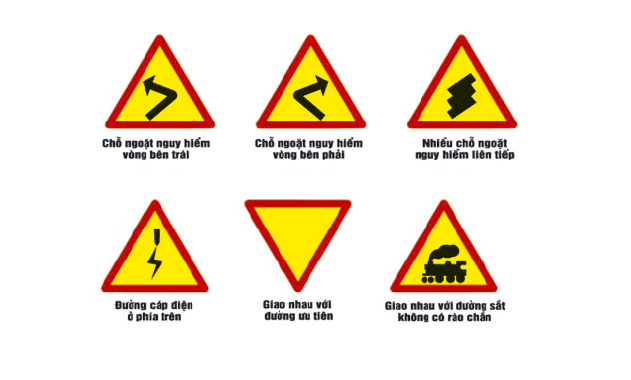 Chỗ ngoặt nguy hiểm
vòng bên trái
Chỗ ngoặt nguy hiểm
vòng bên phải
Nhiều chỗ ngoặt
nguy hiểm liên tiếp
Đường cáp điện
ở phía trên
Giao nhau với
đường ưu tiên
Giao nhau với đường sắt
không có rào chắn